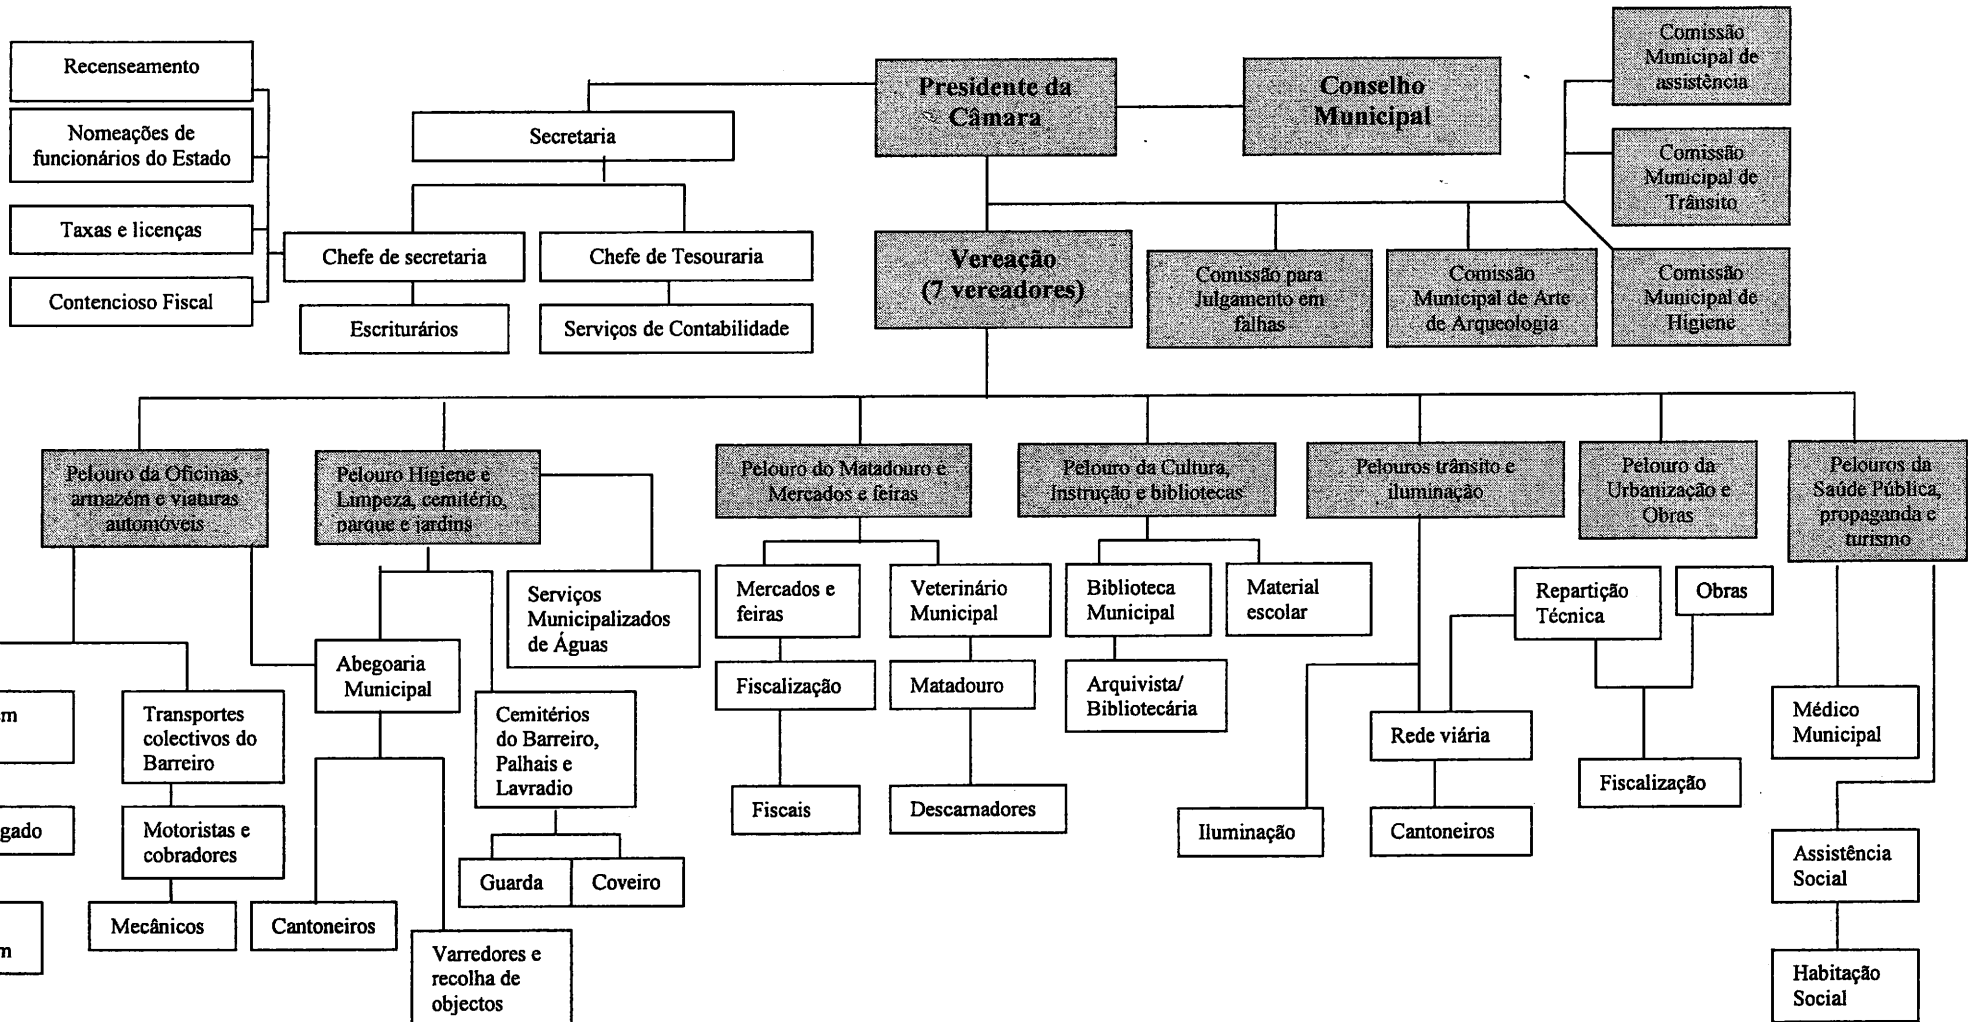 Recenseamento
Nomeações de
funcionários do Estado
Taxas e licenças
Contencioso Fiscal
Secretaria
Chefe de secretaria
Escriturários
Chefe de Tesouraria
Serviços de Contabilidade
Presidente da
Câmara
Conselho
Municipal
Vereação
(7 vereadores)
Comissão para
Julgamento em
falhas
Comissão
Municipal de Arte
de Arqueologia
Comissão
Municipal de
assistência
Comissão
Municipal de
Trânsito
Comissão
Municipal de
Higiene
Pelouro da Oficinas,
armazém e viaturas
automóveis
Pelouro Higiene e
Limpeza, cemitério,
parque e jardins
Pelouro do Matadouro e
Mercados e feiras
Pelouro da Cultura,
Instrução e bibliotecas
Pelouros trânsito e
iluminação
Pelouro da
Urbanização e
Obras
Pelouros da
Saúde Pública,
propaganda e
turismo
m
gado
m
Transportes
colectivos do
Barreiro
Motoristas e
cobradores
Mecânicos
Abegoaria
Municipal
Cantoneiros
Varredores e
recolha de
objectos
Serviços
Municipalizados
de Águas
Cemitérios
do Barreiro,
Palhais e
Lavradio
Guarda
Coveiro
Mercados e
feiras
Fiscalização
Fiscais
Veterinário
Municipal
Matadouro
Descarnadores
Biblioteca
Municipal
Arquivista/
Bibliotecária
Material
escolar
Iluminação
Rede viária
Cantoneiros
Repartição
Técnica
Obras
Fiscalização
Médico
Municipal
Assistência
Social
Habitação
Social